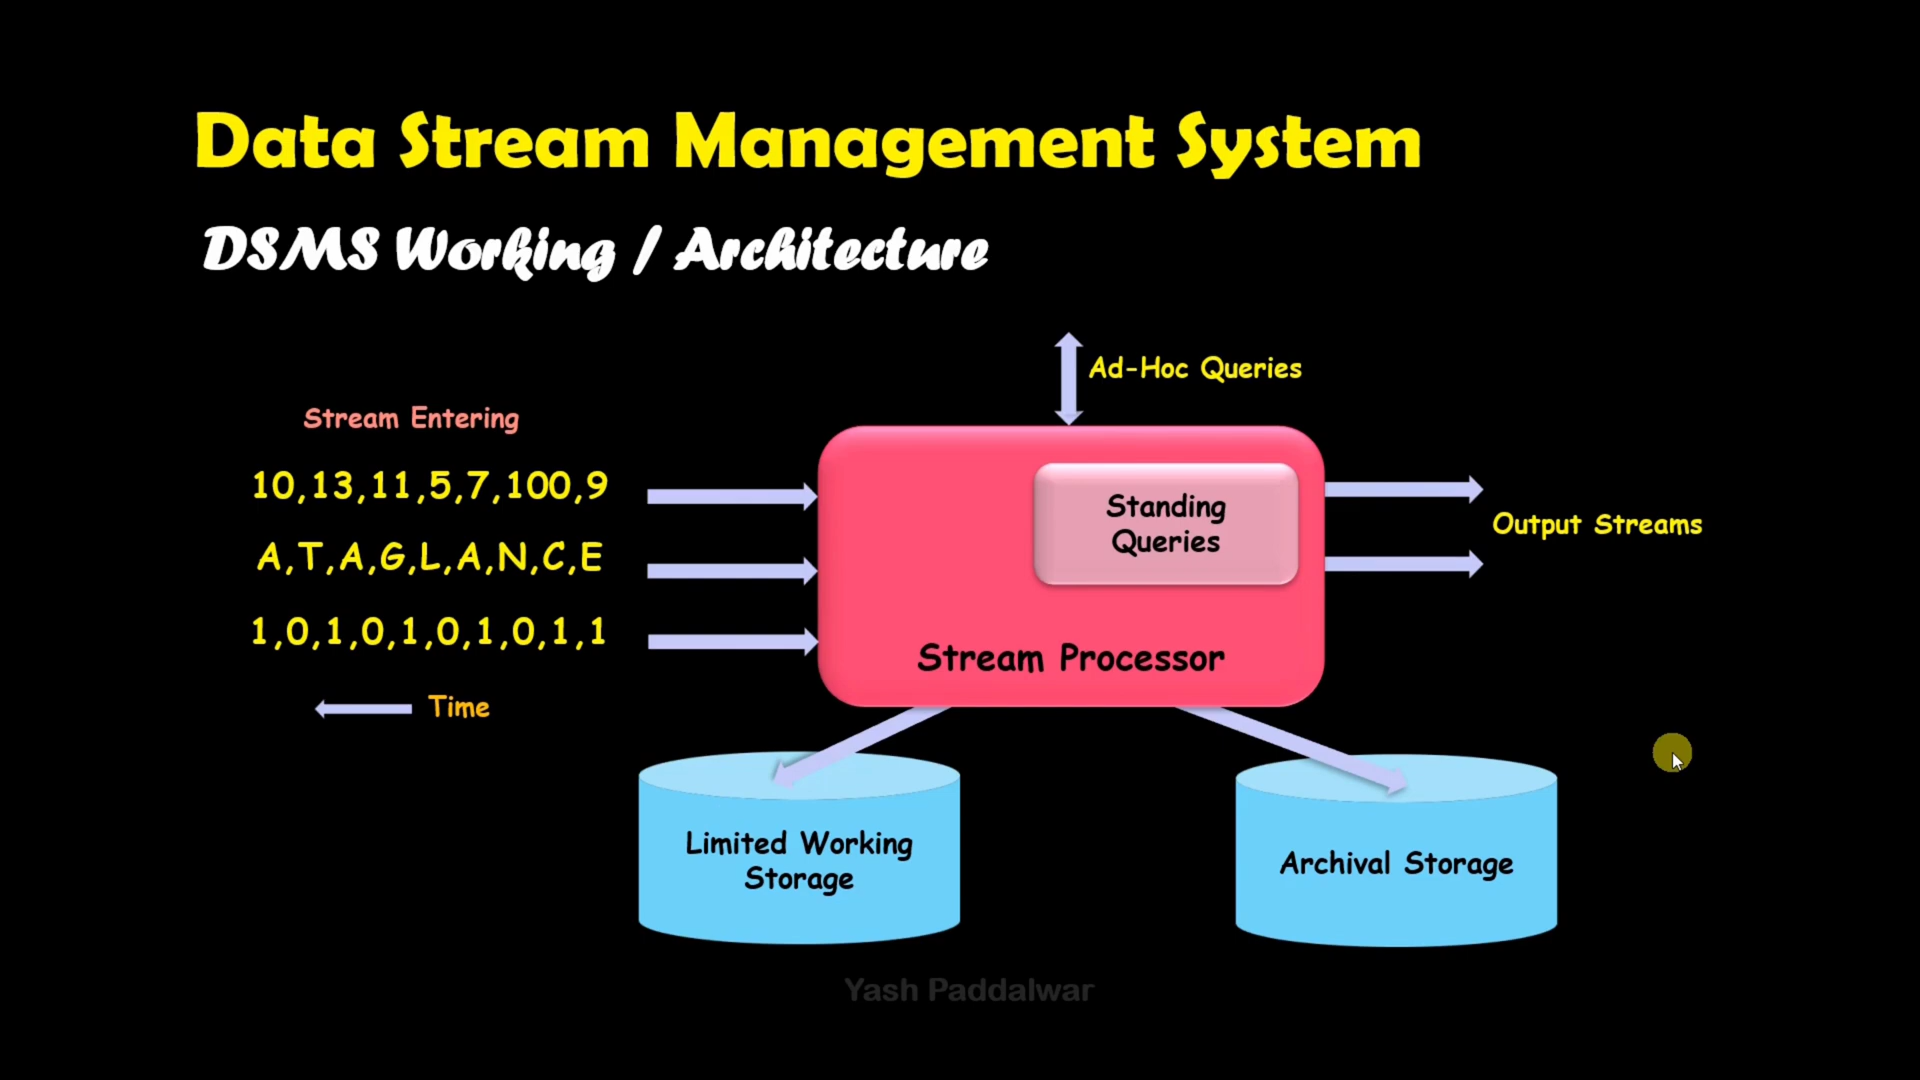 Data Stream Management System
DSMS Working / Architecture
Ad-Hoc Queries
Stream Entering
10,13,11,5,7,100,9
A,T,A,G,L,A,N,C,E
1,0,1,0,1,0,1,0,1,1
Time
Standing
Queries
Stream Processor
Output Streams
Limited Working
Storage
Archival Storage
Yash Paddalwar